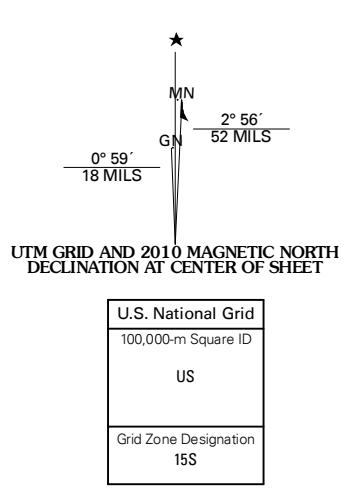 ★
MN
GN
2° 56´
52 MILS
0° 59´
18 MILS
UTM GRID AND 2010 MAGNETIC NORTH
DECLINATION AT CENTER OF SHEET
U.S. National Grid
100,000-m Square ID
US
Grid Zone Designation
15S